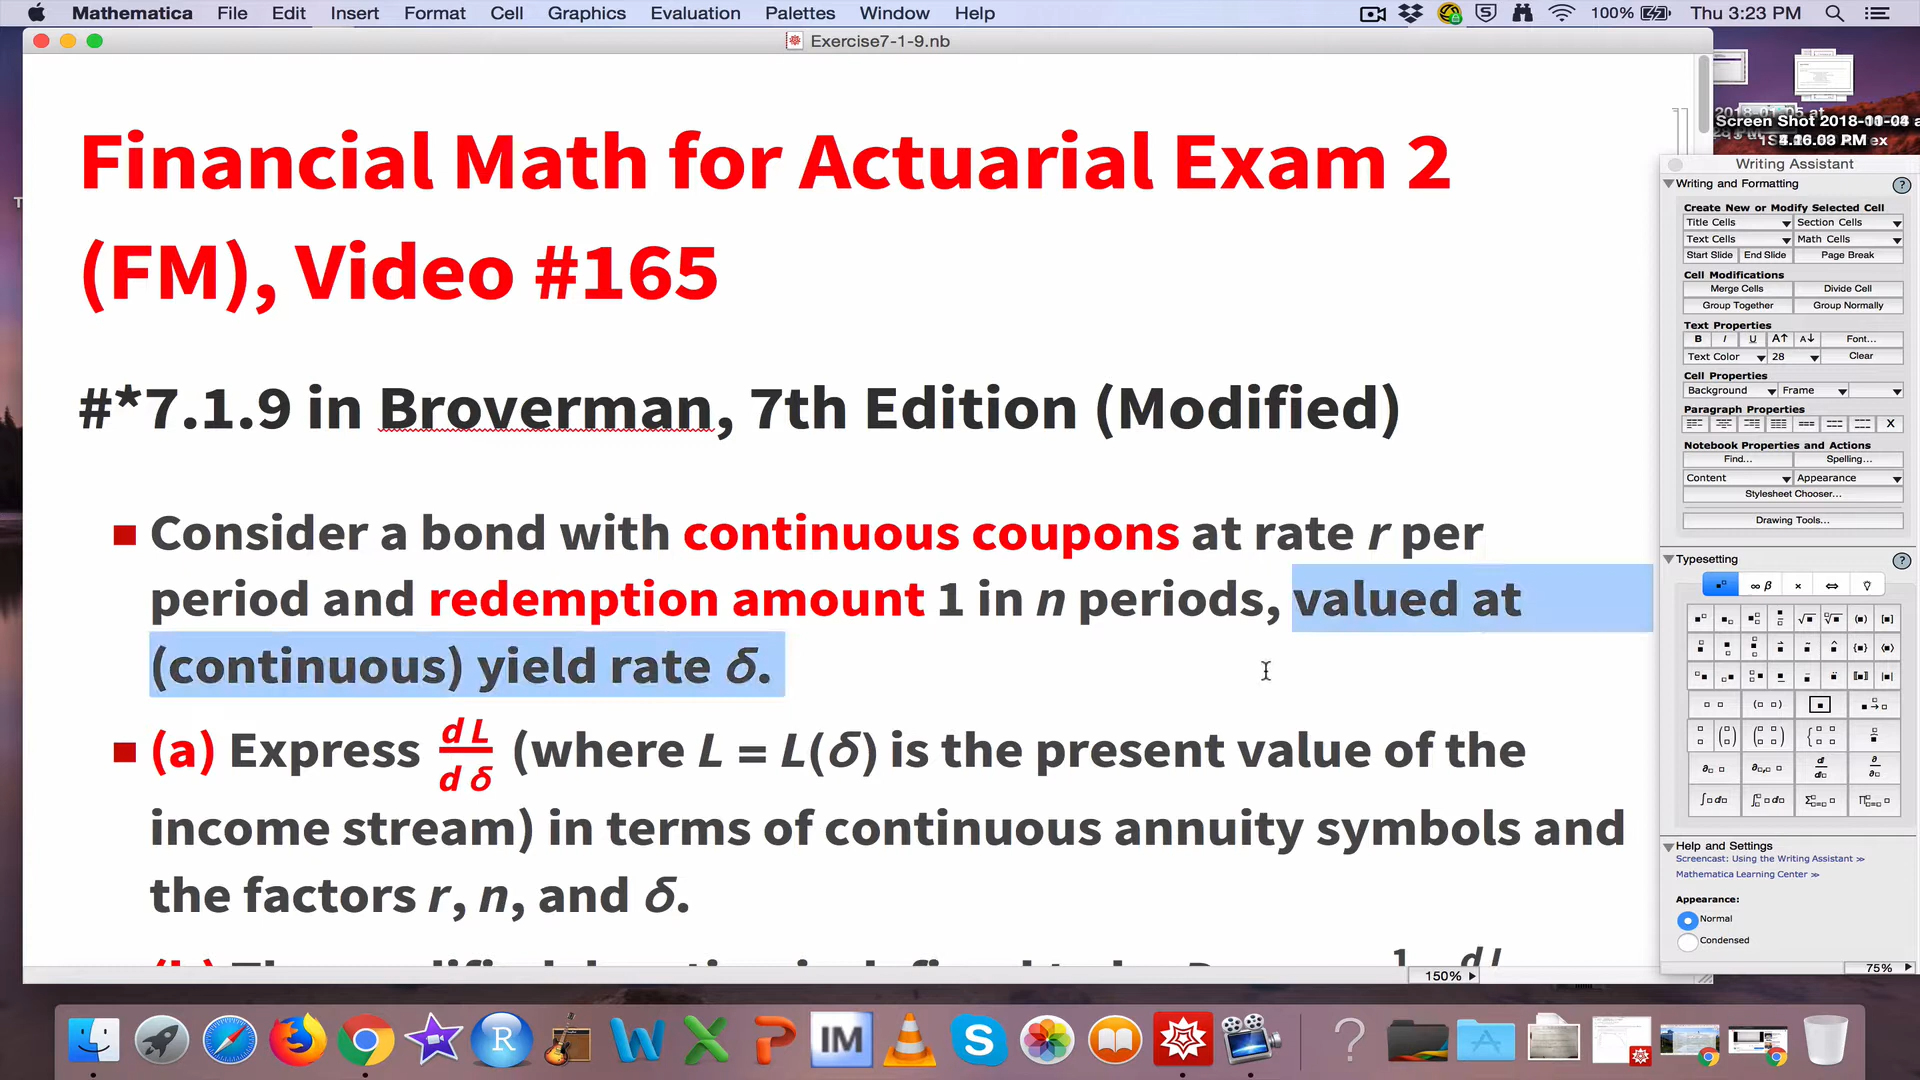 Mathematica File Edit Insert Format Cell Graphics Evaluation Palettes Window Help 100% Thu 3:23 PM
Exercise7-1-9.nb
Financial Math for Actuarial Exam 2
(FM), Video #165
#*7.1.9 in Broverman, 7th Edition (Modified)
Consider a bond with continuous coupons at rate r per
period and redemption amount 1 in n periods, valued at
(continuous) yield rate δ.
(a) Express dL/dδ (where L = L(δ) is the present value of the
income stream) in terms of continuous annuity symbols and
the factors r, n, and δ.
150%
Screen Shot 2018-
PM
Writing Assistant
Writing and Formatting ?
Create New or Modify Selected Cell
Title Cells Section Cells
Text Cells Math Cells
Start Slide End Slide Page Break
Cell Modifications
Merge Cells Divide Cell
Group Together Group Normally
Text Properties
B I U A↑ A↓ Font...
Text Color 28 Clear
Cell Properties
Background Frame
Paragraph Properties
X
Notebook Properties and Actions
Find... Spelling...
Content Appearance
Stylesheet Chooser...
Drawing Tools...
Typesetting ?
∞ β × ⇔
Help and Settings
Screencast: Using the Writing Assistant ≫
Mathematica Learning Center ≫
Appearance:
Normal
Condensed
75%
R W X P IM S ?